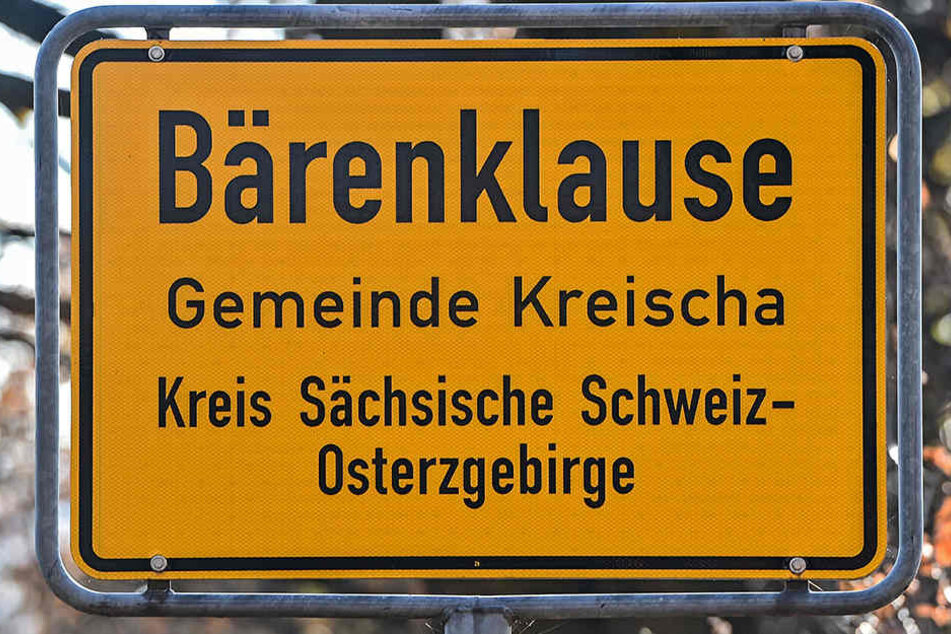 Bärenklause
Gemeinde Kreischa
Kreis Sächsische Schweiz-
Osterzgebirge